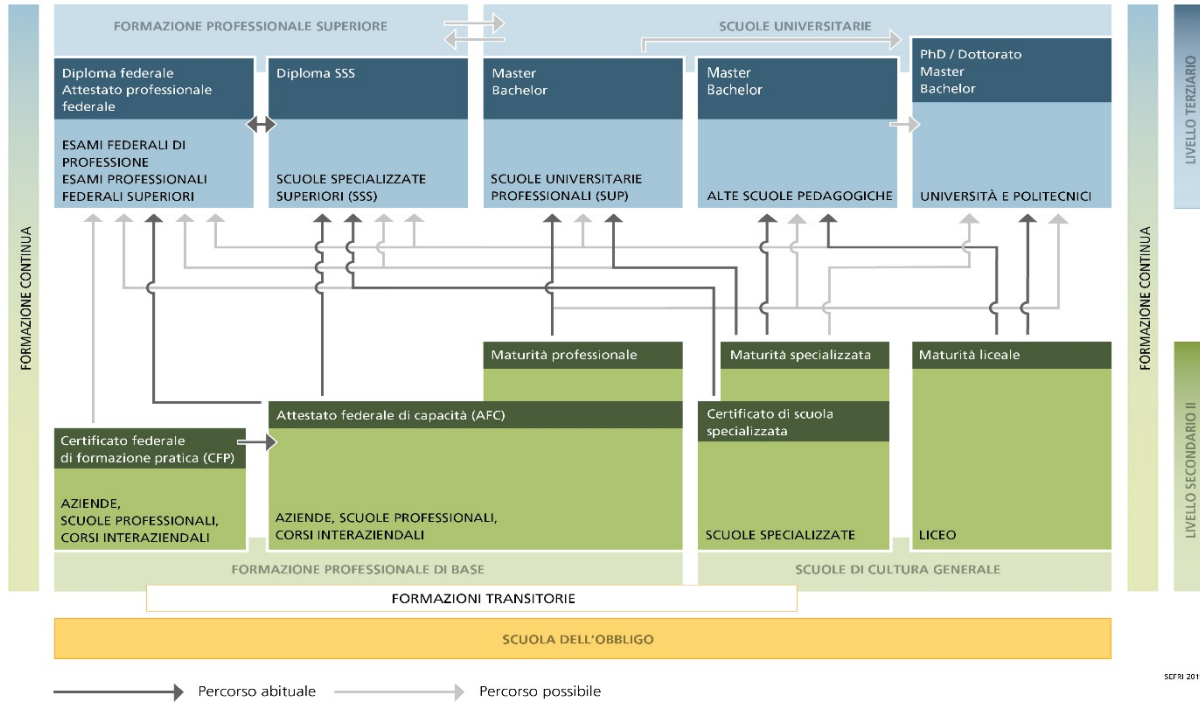 FORMAZIONE PROFESSIONALE SUPERIORE
SCUOLE UNIVERSITARIE
Diploma federale
Attestato professionale
federale
ESAMI FEDERALI DI
PROFESSIONE
ESAMI PROFESSIONALI
FEDERALI SUPERIORI
Diploma SSS
SCUOLE SPECIALIZZATE
SUPERIORI (SSS)
Master
Bachelor
SCUOLE UNIVERSITARIE
PROFESSIONALI (SUP)
Master
Bachelor
ALTE SCUOLE PEDAGOGICHE
PhD / Dottorato
Master
Bachelor
UNIVERSITÀ E POLITECNICI
FORMAZIONE CONTINUA
FORMAZIONE CONTINUA
LIVELLO TERZIARIO
LIVELLO SECONDARIO II
Maturità professionale
Maturità specializzata
Maturità liceale
Attestato federale di capacità (AFC)
Certificato di scuola
specializzata
Certificato federale
di formazione pratica (CFP)
AZIENDE,
SCUOLE PROFESSIONALI,
CORSI INTERAZIENDALI
AZIENDE, SCUOLE PROFESSIONALI,
CORSI INTERAZIENDALI
SCUOLE SPECIALIZZATE
LICEO
FORMAZIONE PROFESSIONALE DI BASE
SCUOLE DI CULTURA GENERALE
FORMAZIONI TRANSITORIE
SCUOLA DELL'OBBLIGO
Percorso abituale
Percorso possibile
SEFRI